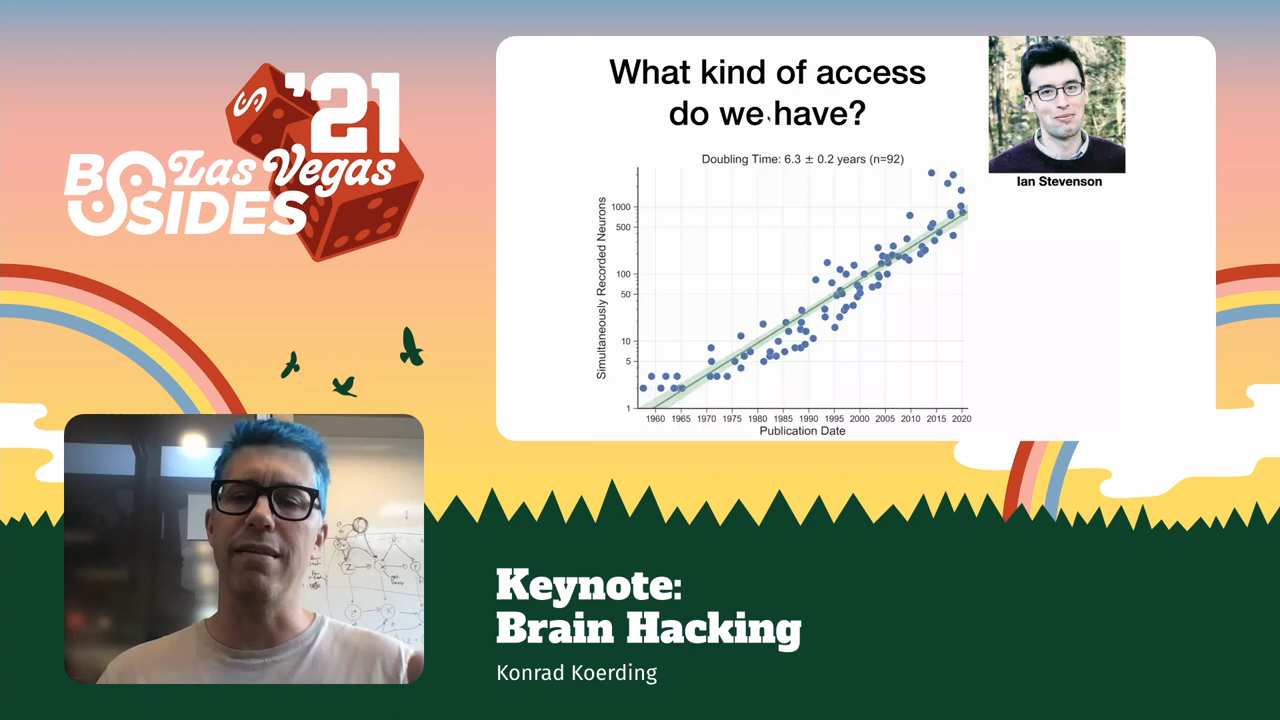 '21
BSIDES
Las Vegas
What kind of access
do we have?
Ian Stevenson
Doubling Time: 6.3 ± 0.2 years (n=92)
Simultaneously Recorded Neurons
1000
500
100
50
10
5
1
1960 1965 1970 1975 1980 1985 1990 1995 2000 2005 2010 2015 2020
Publication Date
Keynote:
Brain Hacking
Konrad Koerding